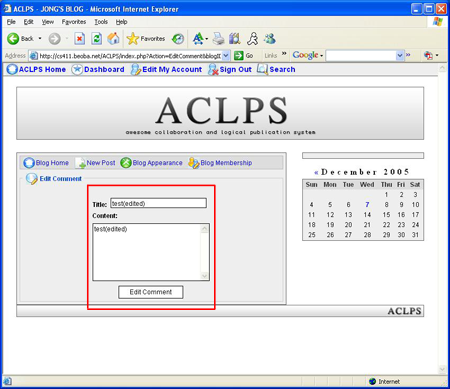 ACLPS - JONG'S BLOG - Microsoft Internet Explorer
File Edit View Favorites Tools Help
Back Search Favorites
Address http://cs411.beoba.net/ACLPS/index.php?Action=EditComment&blogI Go Links » Google
ACLPS Home Dashboard Edit My Account Sign Out Search
ACLPS
awesome collaboration and logical publication system
Blog Home New Post Blog Appearance Blog Membership
Edit Comment
Title: test(edited)
Content:
test(edited)
Edit Comment
« December 2005
Sun Mon Tue Wed Thu Fri Sat
1 2 3
4 5 6 7 8 9 10
11 12 13 14 15 16 17
18 19 20 21 22 23 24
25 26 27 28 29 30 31
ACLPS
Internet